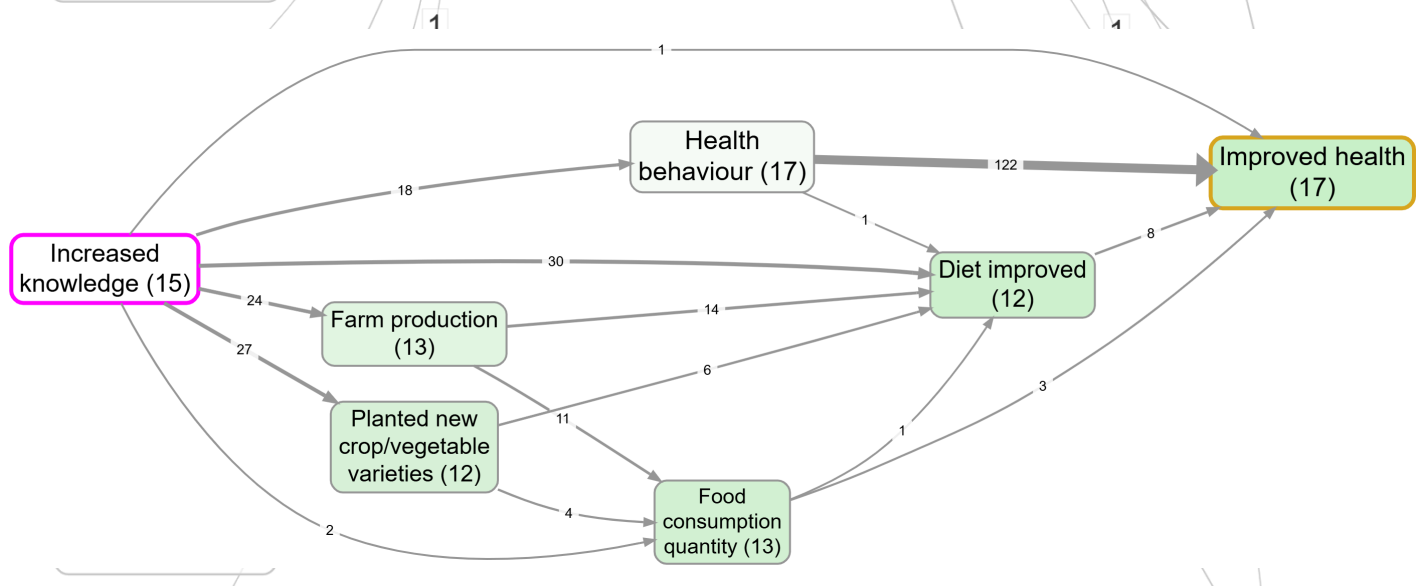 1
1
1
Health
behaviour (17)
122
Improved health
(17)
18
1
8
Increased
knowledge (15)
30
Diet improved
(12)
24
Farm production
(13)
14
27
6
3
Planted new
crop/vegetable
varieties (12)
11
1
4
Food
consumption
quantity (13)
2